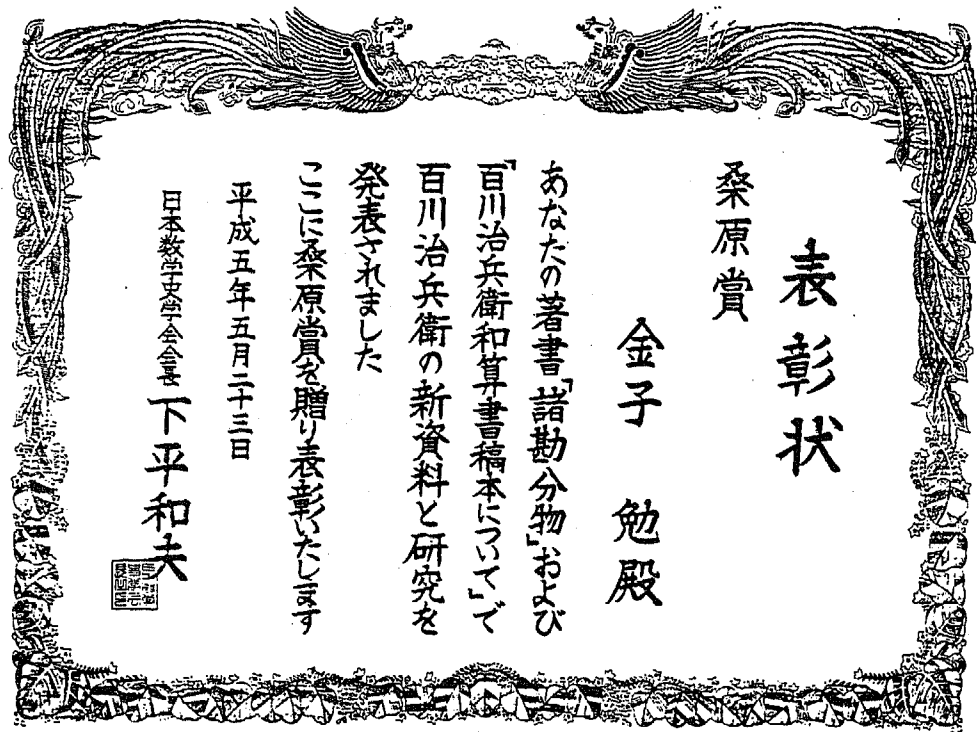 表彰状
桑原賞
金子 勉殿
あなたの著書「諸勘分物」および
「百川治兵衛和算書稿本について」で
百川治兵衛の新資料と研究を
発表されました
ここに桑原賞を贈り表彰いたします
平成五年五月二十三日
日本数学史学会会長 下平和夫